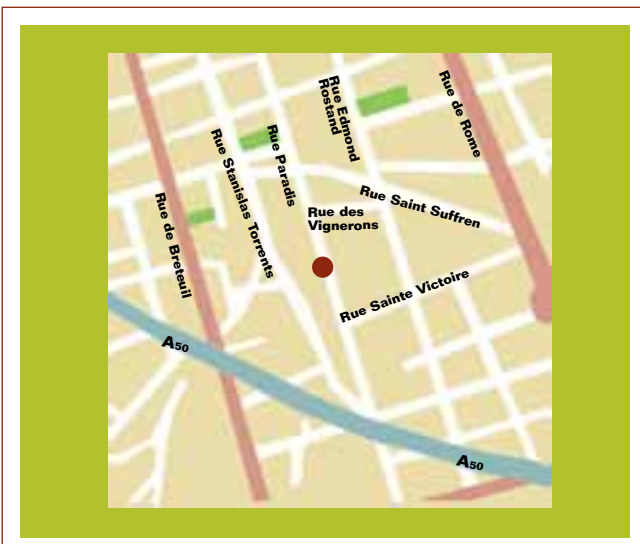 Rue Edmond
Rostand
Rue de Rome
Rue Stanislas Torrents
Rue Paradis
Rue Saint Suffren
Rue de Breteuil
Rue des
Vignerons
Rue Sainte Victoire
A50
A50